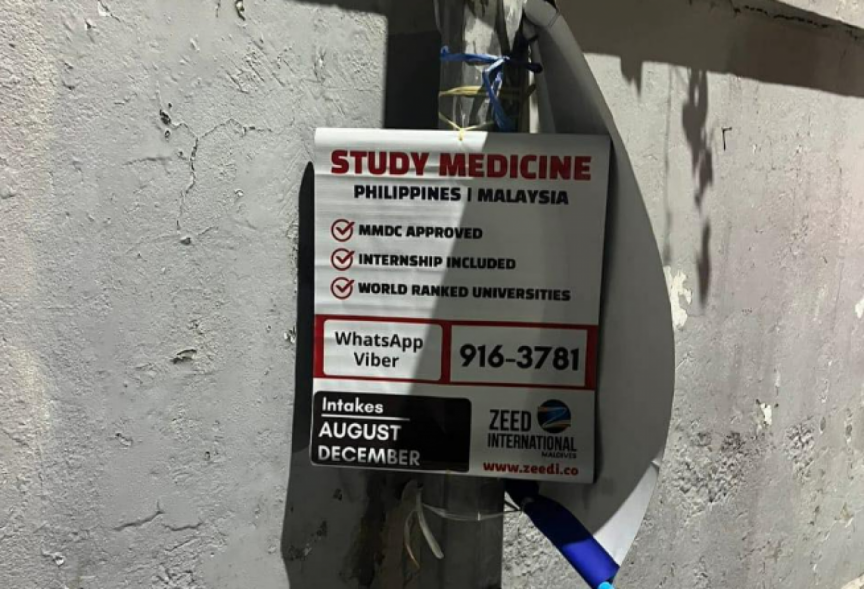 STUDY MEDICINE
PHILIPPINES | MALAYSIA
MMDC APPROVED
INTERNSHIP INCLUDED
WORLD RANKED UNIVERSITIES
WhatsApp
Viber
916-3781
Intakes
AUGUST
DECEMBER
ZEED
INTERNATIONAL
MALDIVES
www.zeedi.co